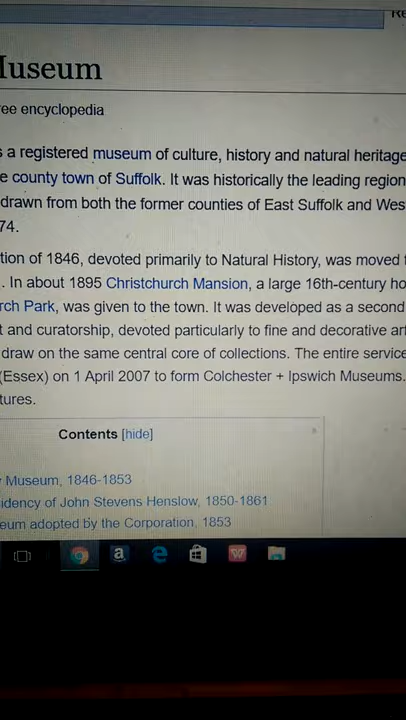 Museum
ee encyclopedia
s a registered museum of culture, history and natural heritage
e county town of Suffolk. It was historically the leading region
drawn from both the former counties of East Suffolk and Wes
74.
tion of 1846, devoted primarily to Natural History, was moved
. In about 1895 Christchurch Mansion, a large 16th-century ho
rch Park, was given to the town. It was developed as a second
t and curatorship, devoted particularly to fine and decorative ar
draw on the same central core of collections. The entire service
(Essex) on 1 April 2007 to form Colchester + Ipswich Museums.
tures.
Contents [hide]
Museum, 1846-1853
idency of John Stevens Henslow, 1850-1861
eum adopted by the Corporation, 1853